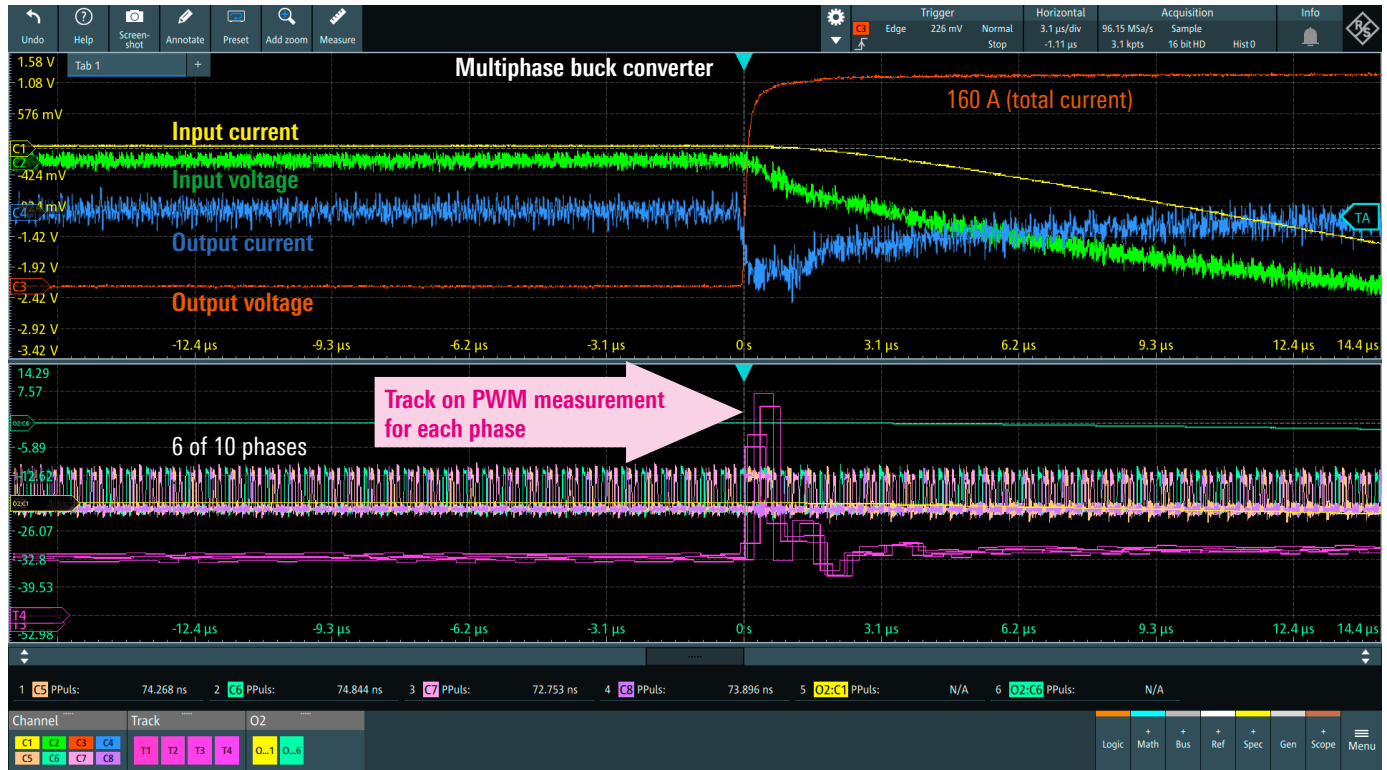 Undo
Help
Screen-
shot
Annotate
Preset
Add zoom
Measure
Trigger
C3 Edge 226 mV Normal
Stop
Horizontal
3.1 µs/div
-1.11 µs
Acquisition
96.15 MSa/s Sample
3.1 kpts 16 bit HD Hist 0
Info
R&S
Tab 1 +
Multiphase buck converter
160 A (total current)
Input current
Input voltage
Output current
Output voltage
1.58 V
1.08 V
576 mV
C1
C2
-424 mV
C4
-1.42 V
-1.92 V
C3
-2.42 V
-2.92 V
-3.42 V
TA
-12.4 µs -9.3 µs -6.2 µs -3.1 µs 0 s 3.1 µs 6.2 µs 9.3 µs 12.4 µs 14.4 µs
14.29
7.57
O2:C6
-5.89
-12.62
O2:C1
-26.07
-32.8
-39.53
T4
T3
-52.98
Track on PWM measurement
for each phase
6 of 10 phases
-12.4 µs -9.3 µs -6.2 µs -3.1 µs 0 s 3.1 µs 6.2 µs 9.3 µs 12.4 µs 14.4 µs
1 C5 PPuls: 74.268 ns 2 C6 PPuls: 74.844 ns 3 C7 PPuls: 72.753 ns 4 C8 PPuls: 73.896 ns 5 O2:C1 PPuls: N/A 6 O2:C6 PPuls: N/A
Channel
C1 C2 C3 C4
C5 C6 C7 C8
Track
T1 T2 T3 T4
O2
O...1 O...6
Logic
+ Math
+ Bus
+ Ref
+ Spec
Gen
+ Scope
Menu